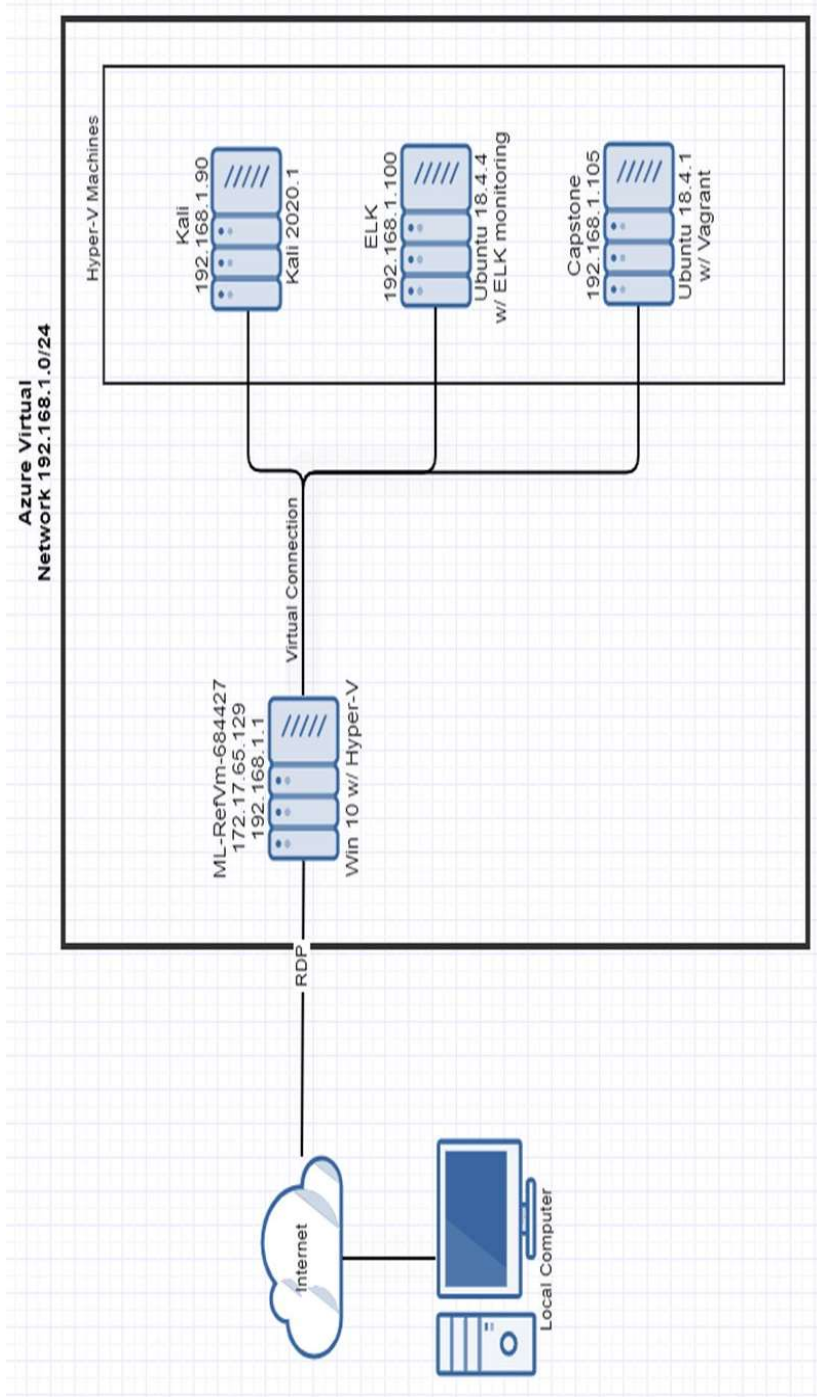 Azure Virtual
Network 192.168.1.0/24
Hyper-V Machines
Kali
192.168.1.90
Kali 2020.1
ELK
192.168.1.100
Ubuntu 18.4.4
w/ ELK monitoring
Capstone
192.168.1.105
Ubuntu 18.4.1
w/ Vagrant
Virtual Connection
ML-RefVm-684427
172.17.65.129
192.168.1.1
Win 10 w/ Hyper-V
RDP
Internet
Local Computer